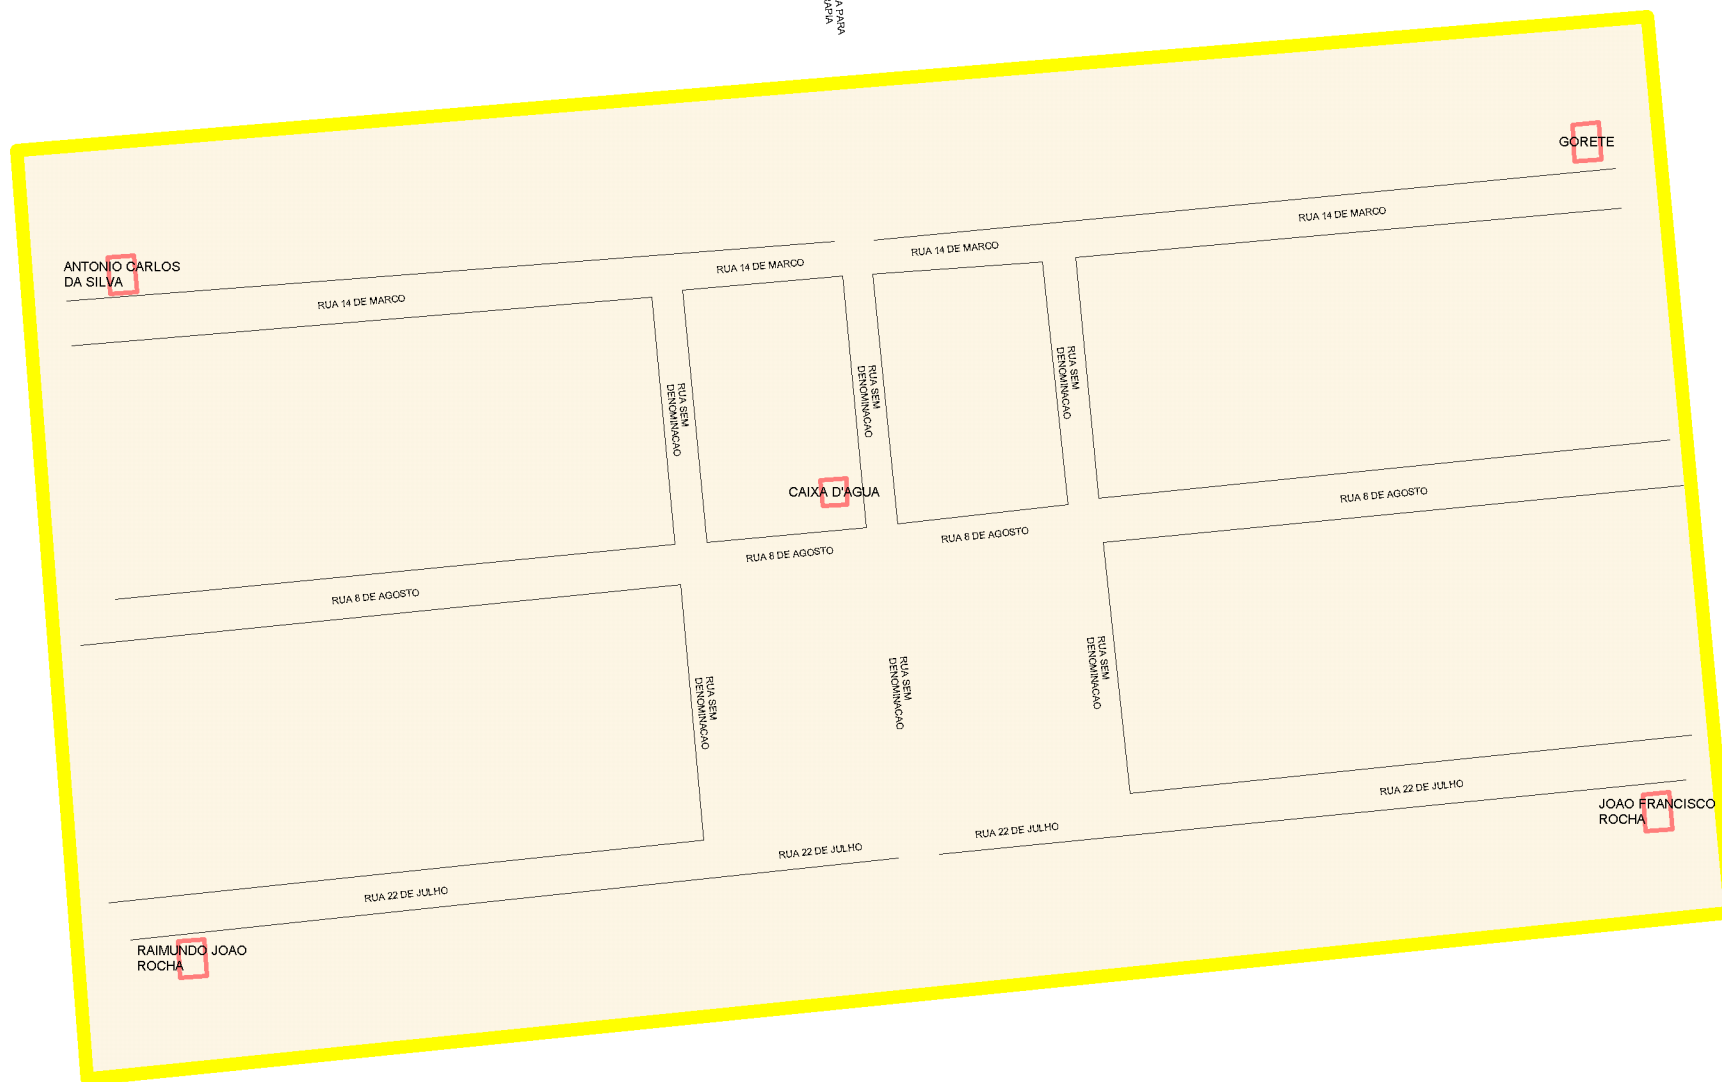 A PARA
GORETE
RUA 14 DE MARCO
RUA 14 DE MARCO
RUA 14 DE MARCO
RUA 14 DE MARCO
ANTONIO CARLOS
DA SILVA
RUA SEM
DENOMINACAO
RUA SEM
DENOMINACAO
RUA SEM
DENOMINACAO
CAIXA D'AGUA
RUA 8 DE AGOSTO
RUA 8 DE AGOSTO
RUA 8 DE AGOSTO
RUA 8 DE AGOSTO
RUA SEM
DENOMINACAO
RUA SEM
DENOMINACAO
RUA SEM
DENOMINACAO
RUA 22 DE JULHO
JOAO FRANCISCO
ROCHA
RUA 22 DE JULHO
RUA 22 DE JULHO
RUA 22 DE JULHO
RAIMUNDO JOAO
ROCHA